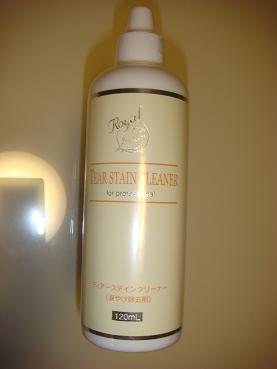 Royal
TEAR STAIN CLEANER
for professional
ティアーステインクリーナー
(涙やけ除去剤)
120mL